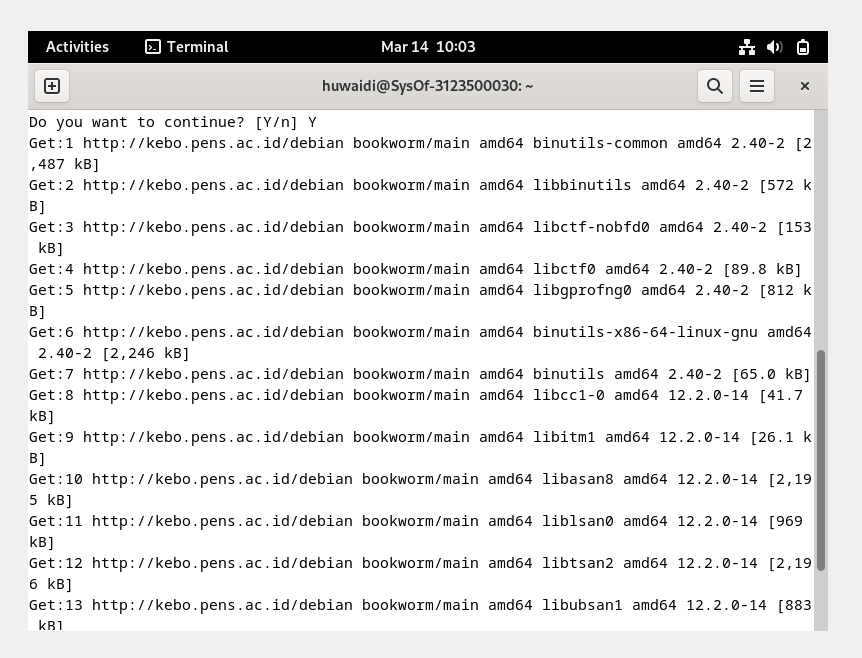 Activities Terminal Mar 14 10:03
huwaidi@SysOf-3123500030: ~
Do you want to continue? [Y/n] Y
Get:1 http://kebo.pens.ac.id/debian bookworm/main amd64 binutils-common amd64 2.40-2 [2
,487 kB]
Get:2 http://kebo.pens.ac.id/debian bookworm/main amd64 libbinutils amd64 2.40-2 [572 k
B]
Get:3 http://kebo.pens.ac.id/debian bookworm/main amd64 libctf-nobfd0 amd64 2.40-2 [153
 kB]
Get:4 http://kebo.pens.ac.id/debian bookworm/main amd64 libctf0 amd64 2.40-2 [89.8 kB]
Get:5 http://kebo.pens.ac.id/debian bookworm/main amd64 libgprofng0 amd64 2.40-2 [812 k
B]
Get:6 http://kebo.pens.ac.id/debian bookworm/main amd64 binutils-x86-64-linux-gnu amd64
 2.40-2 [2,246 kB]
Get:7 http://kebo.pens.ac.id/debian bookworm/main amd64 binutils amd64 2.40-2 [65.0 kB]
Get:8 http://kebo.pens.ac.id/debian bookworm/main amd64 libcc1-0 amd64 12.2.0-14 [41.7
kB]
Get:9 http://kebo.pens.ac.id/debian bookworm/main amd64 libitm1 amd64 12.2.0-14 [26.1 k
B]
Get:10 http://kebo.pens.ac.id/debian bookworm/main amd64 libasan8 amd64 12.2.0-14 [2,19
5 kB]
Get:11 http://kebo.pens.ac.id/debian bookworm/main amd64 liblsan0 amd64 12.2.0-14 [969
kB]
Get:12 http://kebo.pens.ac.id/debian bookworm/main amd64 libtsan2 amd64 12.2.0-14 [2,19
6 kB]
Get:13 http://kebo.pens.ac.id/debian bookworm/main amd64 libubsan1 amd64 12.2.0-14 [883
 kB]